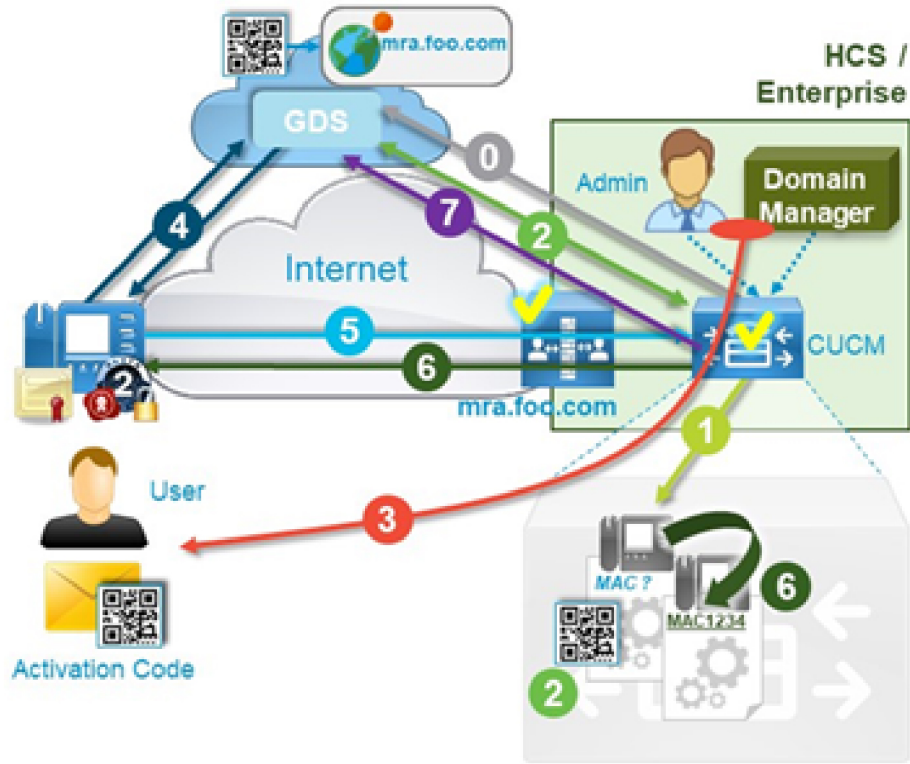 mra.foo.com
HCS /
Enterprise
GDS
0
Admin
Domain
Manager
4
7
2
Internet
5
CUCM
6
2
mra.foo.com
1
User
3
MAC ?
6
MAC1234
Activation Code
2